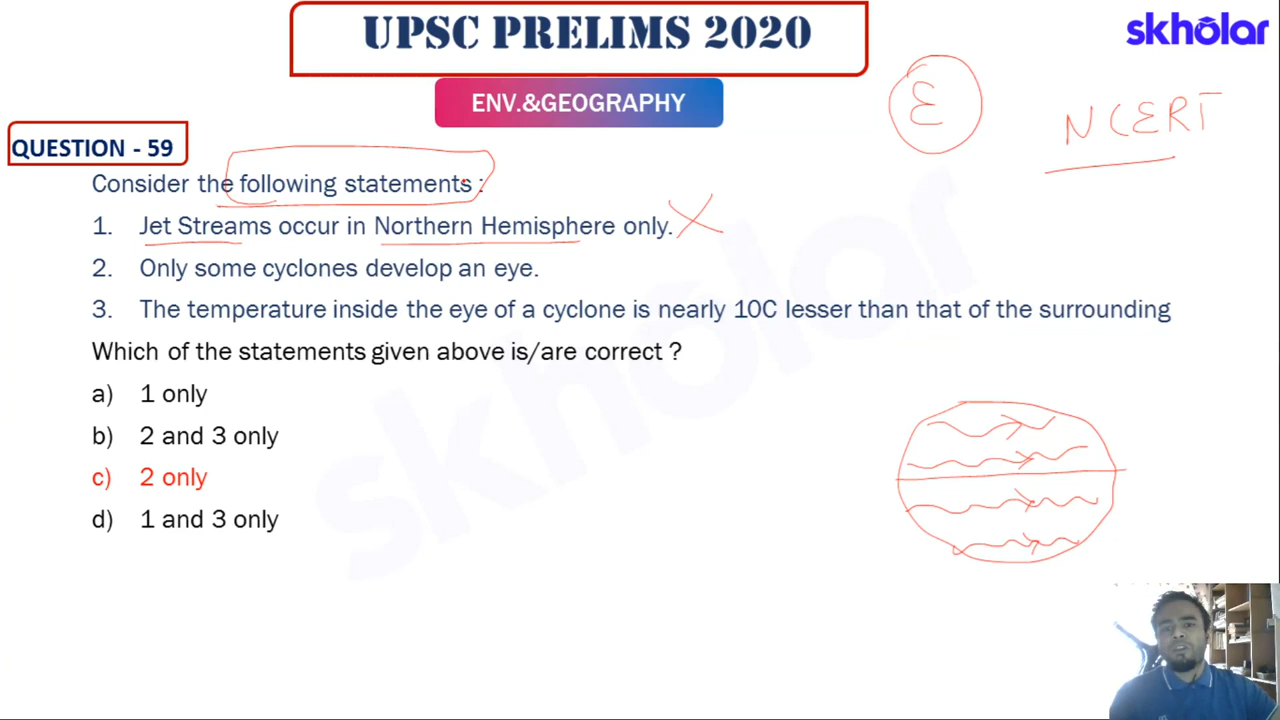 UPSC PRELIMS 2020
skholar
ENV.&GEOGRAPHY
Ɛ
NCERT
QUESTION - 59
Consider the following statements :
1. Jet Streams occur in Northern Hemisphere only.
2. Only some cyclones develop an eye.
3. The temperature inside the eye of a cyclone is nearly 10C lesser than that of the surrounding
Which of the statements given above is/are correct ?
a) 1 only
b) 2 and 3 only
c) 2 only
d) 1 and 3 only
skholar